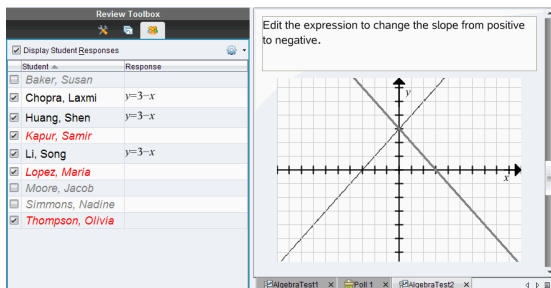 Review Toolbox
Display Student Responses
Student Response
Baker, Susan
Chopra, Laxmi y=3-x
Huang, Shen y=3-x
Kapur, Samir
Li, Song y=3-x
Lopez, Maria
Moore, Jacob
Simmons, Nadine
Thompson, Olivia
Edit the expression to change the slope from positive
to negative.
y
x
AlgebraTest1 Poll 1 AlgebraTest2